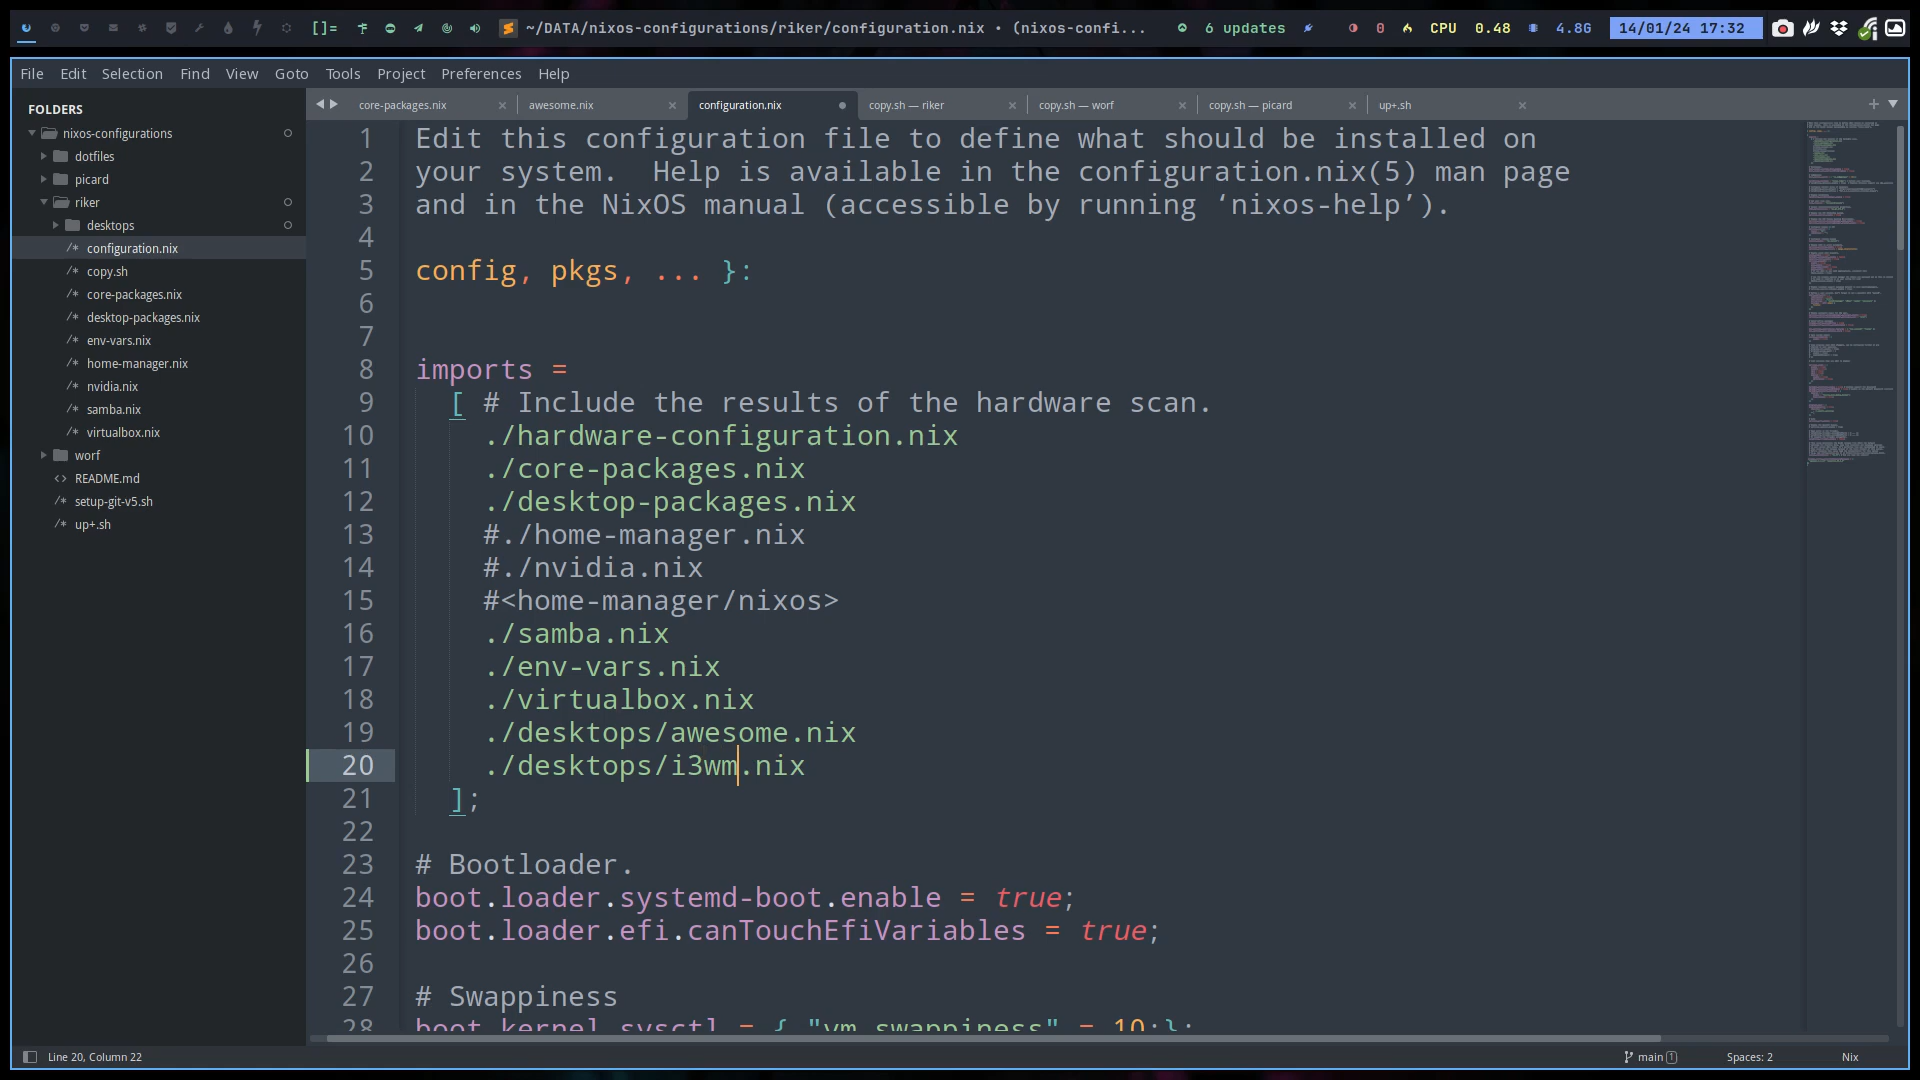 []=
~/DATA/nixos-configurations/riker/configuration.nix • (nixos-confi...
6 updates
0
CPU 0.48
4.8G
14/01/24 17:32
File Edit Selection Find View Goto Tools Project Preferences Help
FOLDERS
nixos-configurations
dotfiles
picard
riker
desktops
/* configuration.nix
/* copy.sh
/* core-packages.nix
/* desktop-packages.nix
/* env-vars.nix
/* home-manager.nix
/* nvidia.nix
/* samba.nix
/* virtualbox.nix
worf
<> README.md
/* setup-git-v5.sh
/* up+.sh
core-packages.nix × awesome.nix × configuration.nix copy.sh — riker × copy.sh — worf × copy.sh — picard × up+.sh ×
1 Edit this configuration file to define what should be installed on
2 your system.  Help is available in the configuration.nix(5) man page
3 and in the NixOS manual (accessible by running ‘nixos-help’).
4
5 config, pkgs, ... }:
6
7
8 imports =
9 [ # Include the results of the hardware scan.
10 ./hardware-configuration.nix
11 ./core-packages.nix
12 ./desktop-packages.nix
13 #./home-manager.nix
14 #./nvidia.nix
15 #<home-manager/nixos>
16 ./samba.nix
17 ./env-vars.nix
18 ./virtualbox.nix
19 ./desktops/awesome.nix
20 ./desktops/i3wm.nix
21 ];
22
23 # Bootloader.
24 boot.loader.systemd-boot.enable = true;
25 boot.loader.efi.canTouchEfiVariables = true;
26
27 # Swappiness
28 boot.kernel.sysctl = { "vm.swappiness" = 10;};
Line 20, Column 22
main 1
Spaces: 2
Nix